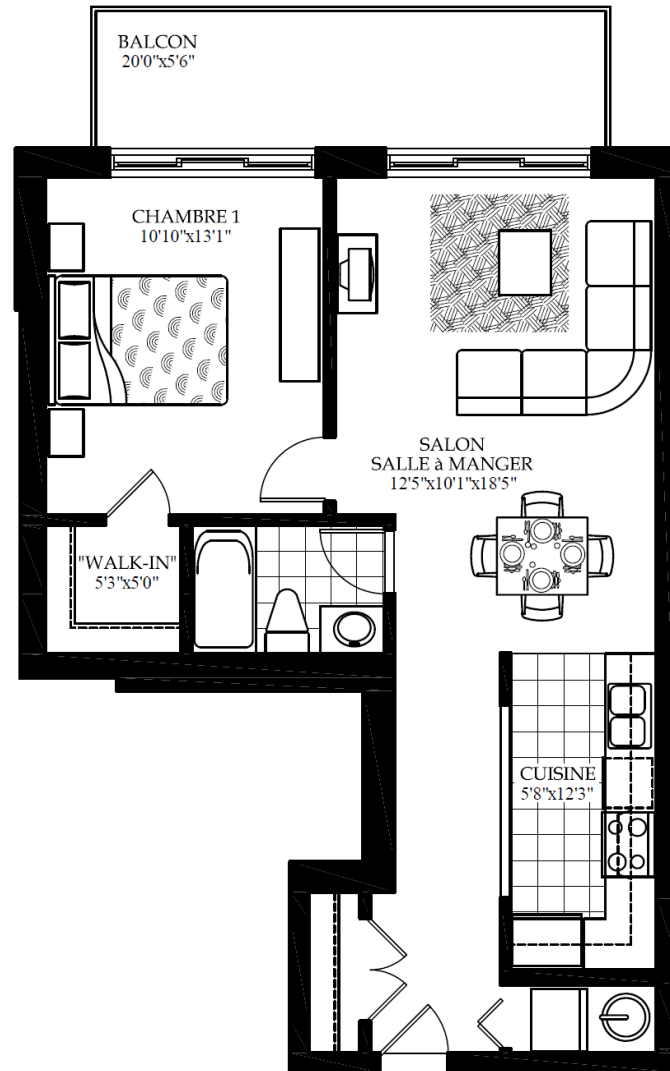 BALCON
20'0"x5'6"
CHAMBRE 1
10'10"x13'1"
SALON
SALLE à MANGER
12'5"x10'1"x18'5"
"WALK-IN"
5'3"x5'0"
CUISINE
5'8"x12'3"